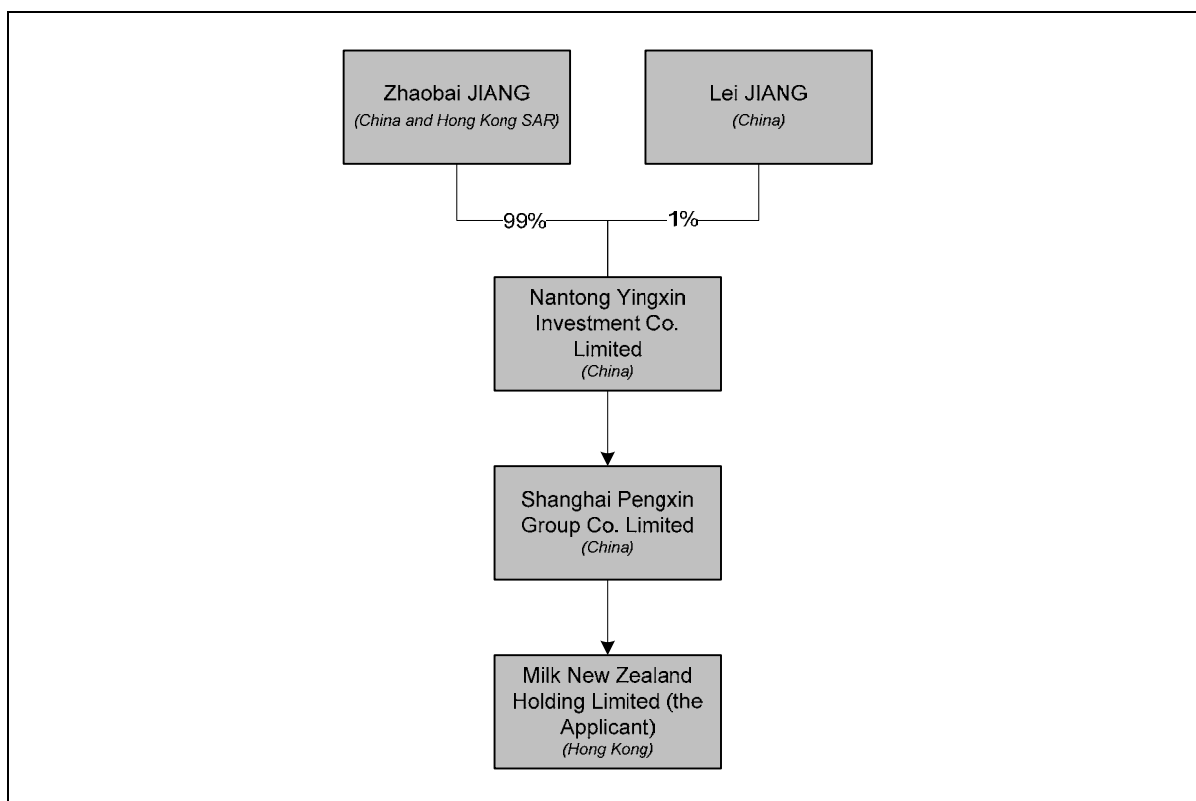 Zhaobai JIANG
(China and Hong Kong SAR)
Lei JIANG
(China)
99%
1%
Nantong Yingxin
Investment Co.
Limited
(China)
Shanghai Pengxin
Group Co. Limited
(China)
Milk New Zealand
Holding Limited (the
Applicant)
(Hong Kong)